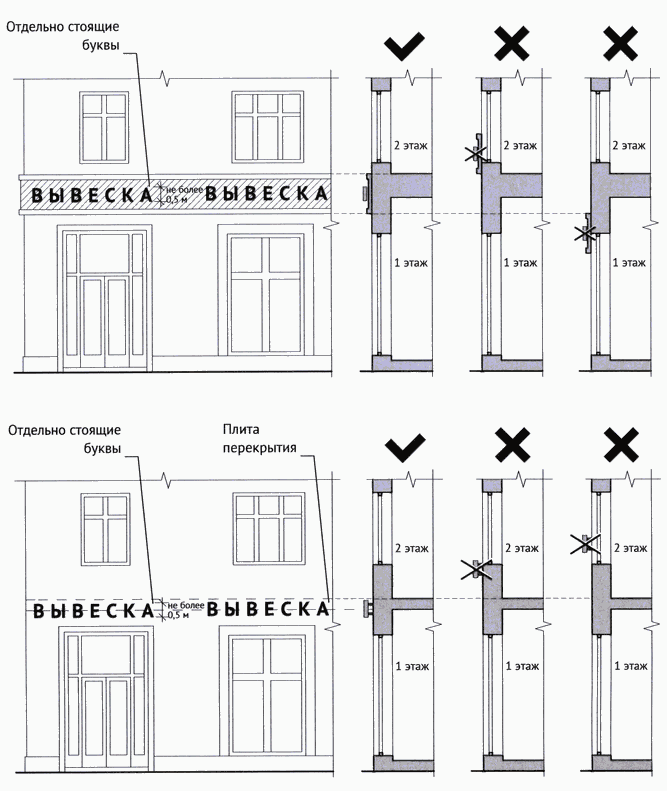 Отдельно стоящие
буквы
2 этаж
2 этаж
2 этаж
ВЫВЕСКА
не более
0,5 м
ВЫВЕСКА
1 этаж
1 этаж
1 этаж
Отдельно стоящие
буквы
Плита
перекрытия
2 этаж
2 этаж
2 этаж
ВЫВЕСКА
не более
0,5 м
ВЫВЕСКА
1 этаж
1 этаж
1 этаж